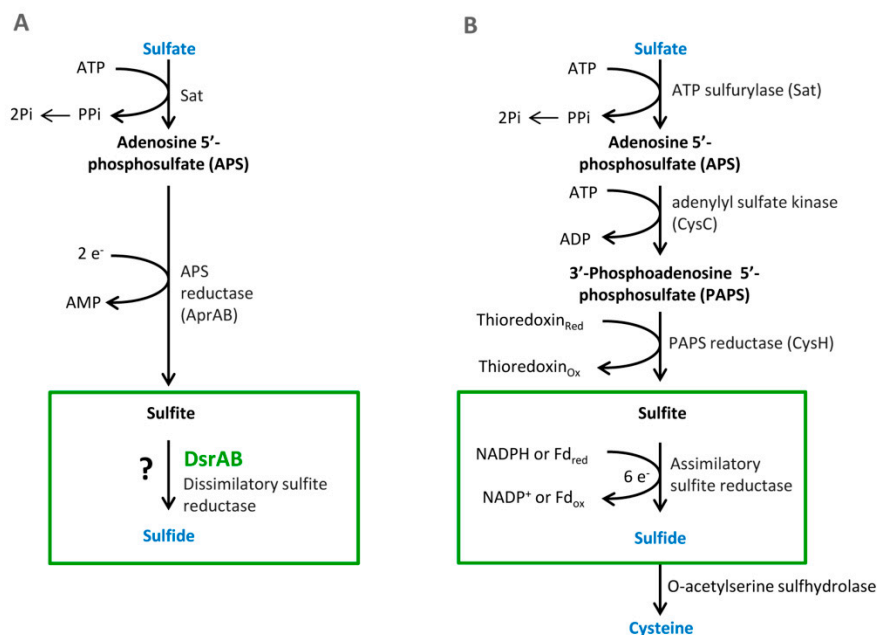 A
Sulfate
ATP
Sat
2Pi
PPi
Adenosine 5’-
phosphosulfate (APS)
2 e-
APS
reductase
(AprAB)
AMP
Sulfite
?
DsrAB
Dissimilatory sulfite
reductase
Sulfide
B
Sulfate
ATP
ATP sulfurylase (Sat)
2Pi
PPi
Adenosine 5’-
phosphosulfate (APS)
ATP
adenylyl sulfate kinase
(CysC)
ADP
3’-Phosphoadenosine 5’-
phosphosulfate (PAPS)
ThioredoxinRed
PAPS reductase (CysH)
ThioredoxinOx
Sulfite
NADPH or Fdred
6 e-
Assimilatory
sulfite reductase
NADP+ or Fdox
Sulfide
O-acetylserine sulfhydrolase
Cysteine